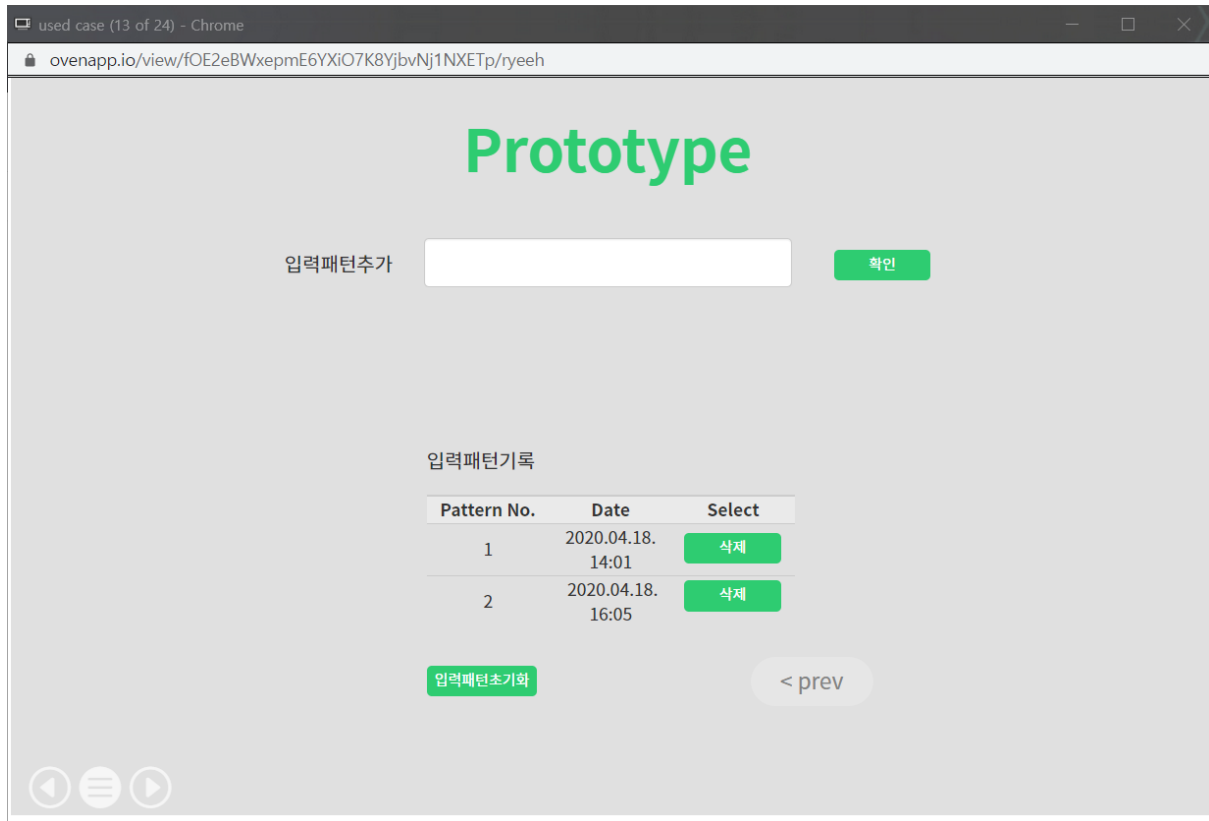 used case (13 of 24) - Chrome
ovenapp.io/view/fOE2eBWxepmE6YXiO7K8YjbvNj1NXETp/ryeeh
Prototype
입력패턴추가 확인
입력패턴기록
Pattern No. Date Select
1 2020.04.18. 14:01 삭제
2 2020.04.18. 16:05 삭제
입력패턴초기화 < prev